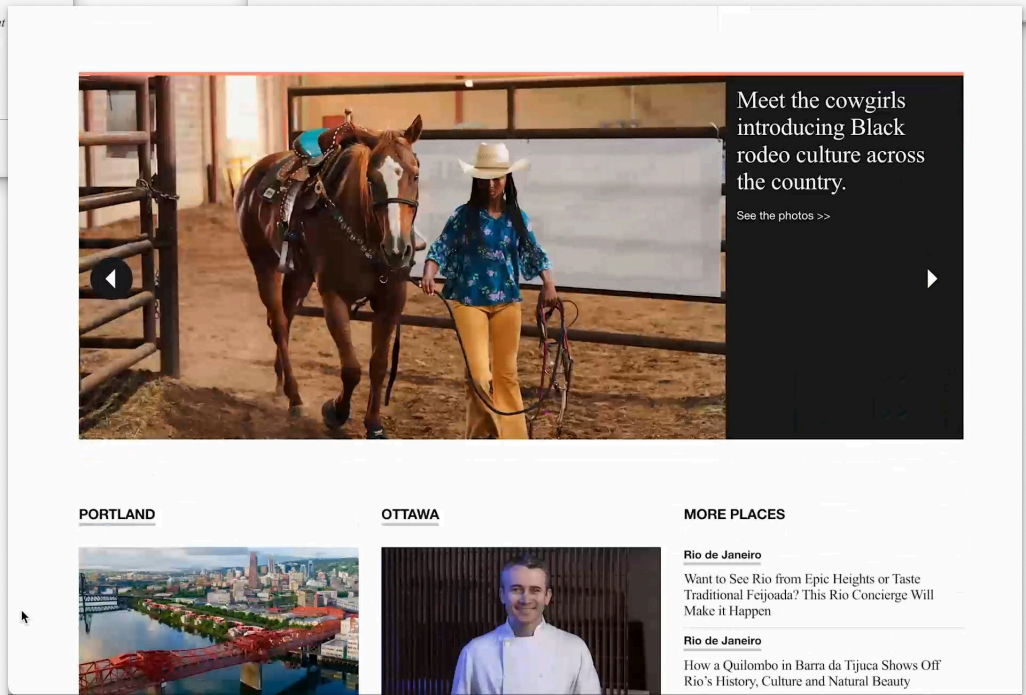 Meet the cowgirls
introducing Black
rodeo culture across
the country.
See the photos >>
PORTLAND
OTTAWA
MORE PLACES
Rio de Janeiro
Want to See Rio from Epic Heights or Taste
Traditional Feijoada? This Rio Concierge Will
Make it Happen
Rio de Janeiro
How a Quilombo in Barra da Tijuca Shows Off
Rio’s History, Culture and Natural Beauty